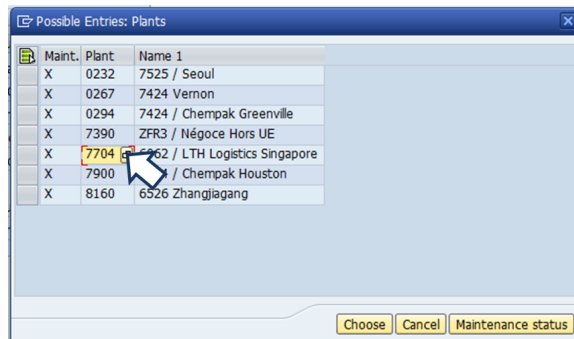 Possible Entries: Plants
Maint. Plant Name 1
X 0232 7525 / Seoul
X 0267 7424 Vernon
X 0294 7424 / Chempak Greenville
X 7390 ZFR3 / Négoce Hors UE
X 7704 / LTH Logistics Singapore
X 7900 / Chempak Houston
X 8160 6526 Zhangjiagang
Choose Cancel Maintenance status